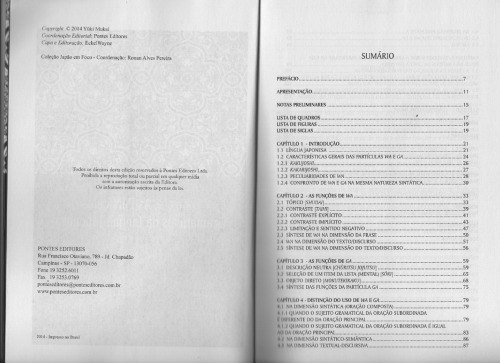 Copyright © 2014 Yûki Mukai
Coordenação Editorial: Pontes Editores
Capa e Editoração: Eckel Wayne
Coleção Japão em Foco - Coordenação: Ronan Alves Pereira
Todos os direitos desta edição reservados à Pontes Editores Ltda.
Proibida a reprodução total ou parcial em qualquer mídia
sem a autorização escrita da Editora.
Os infratores estão sujeitos às penas da lei.
PONTES EDITORES
Rua Francisco Otaviano, 789 - Jd. Chapadão
Campinas - SP - 13070-056
Fone 19 3252.6011
Fax 19 3253.0769
ponteseditores@ponteseditores.com.br
www.ponteseditores.com.br
2014 - Impresso no Brasil
SUMÁRIO
PREFÁCIO 7
APRESENTAÇÃO 11
NOTAS PRELIMINARES 15
LISTA DE QUADROS 17
LISTA DE FIGURAS 19
LISTA DE SIGLAS 19
CAPÍTULO 1 - INTRODUÇÃO 21
1.1 LÍNGUA JAPONESA 21
1.2 CARACTERÍSTICAS GERAIS DAS PARTÍCULAS WA E GA 24
1.2.1 KAKUJOSHI 26
1.2.2 KAKARIJOSHI 27
1.2.3 PECULIARIDADES DE WA 28
1.2.4 CONFRONTO DE WA E GA NA MESMA NATUREZA SINTÁTICA 30
CAPÍTULO 2 - AS FUNÇÕES DE WA 33
2.1 TÓPICO [SHUDAI] 33
2.2 CONTRASTE [TAIHI] 39
2.2.1 CONTRASTE EXPLÍCITO 41
2.2.2 CONTRASTE IMPLÍCITO 43
2.2.3 LIMITAÇÃO E SENTIDO NEGATIVO 47
2.3 SÍNTESE DE WA NA DIMENSÃO DA FRASE 50
2.4 WA NA DIMENSÃO DO TEXTO/DISCURSO 51
2.5 SÍNTESE DE WA NA DIMENSÃO DO TEXTO/DISCURSO 56
CAPÍTULO 3 - AS FUNÇÕES DE GA 59
3.1 DESCRIÇÃO NEUTRA
3.2 SELEÇÃO DE UM ITEM DA LISTA (MENTAL) 65
3.3 OBJETO DIRETO 70
3.4 SÍNTESE DAS FUNÇÕES DA PARTÍCULA GA 75
CAPÍTULO 4 - DISTINÇÃO DO USO DE WA E GA 79
4.1 NA DIMENSÃO SINTÁTICA (ORAÇÃO COMPOSTA) 79
4.1.1 QUANDO O SUJEITO GRAMATICAL DA ORAÇÃO SUBORDINADA
É DIFERENTE DO DA ORAÇÃO PRINCIPAL 79
4.1.2 QUANDO O SUJEITO GRAMATICAL DA ORAÇÃO SUBORDINADA É IGUAL
AO DA ORAÇÃO PRINCIPAL 83
4.2 NA DIMENSÃO SINTÁTICO-SEMÂNTICA 86
4.3 NA DIMENSÃO TEXTUAL-DISCURSIVA 87